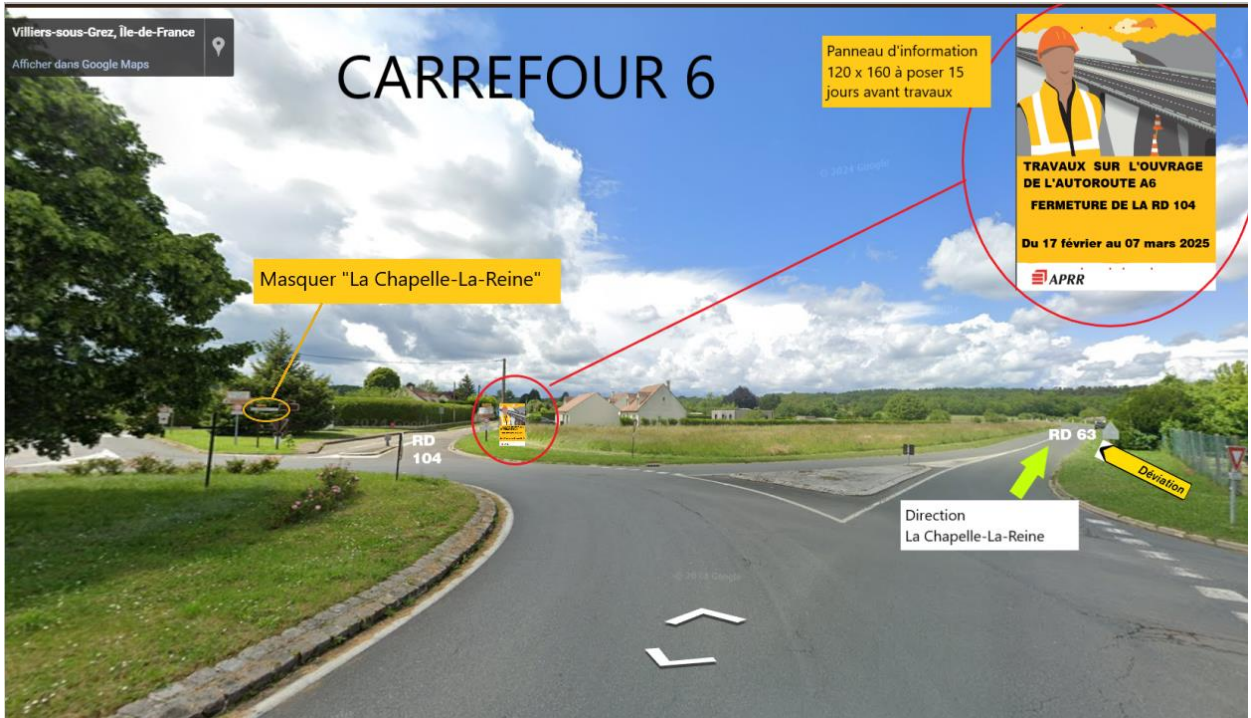 Villiers-sous-Grez, Île-de-France
Afficher dans Google Maps
CARREFOUR 6
Panneau d'information
120 x 160 à poser 15
jours avant travaux
TRAVAUX SUR L'OUVRAGE
DE L'AUTOROUTE A6
FERMETURE DE LA RD 104
Du 17 février au 07 mars 2025
APRR
© 2024 Google
Masquer "La Chapelle-La-Reine"
RD
104
RD 63
Déviation
Direction
La Chapelle-La-Reine
© 2024 Google